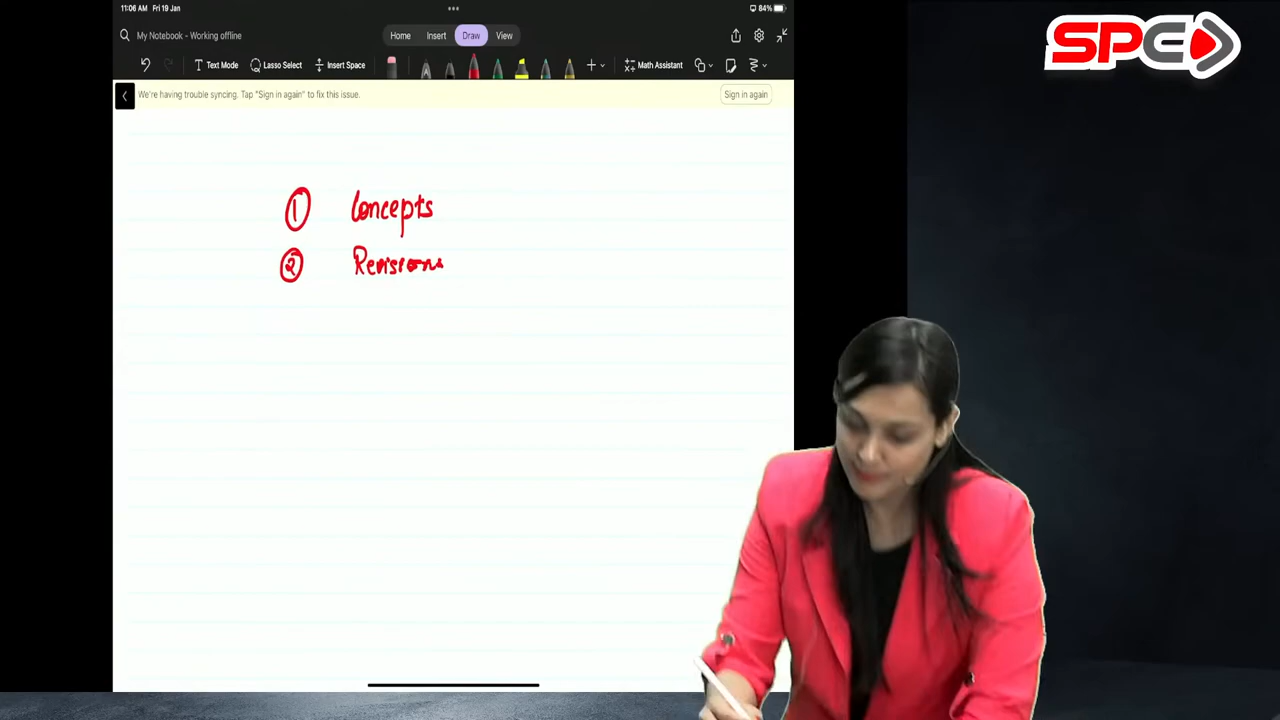 11:06 AM Fri 19 Jan
84%
My Notebook - Working offline
Home Insert Draw View
Text Mode Lasso Select Insert Space Math Assistant
We're having trouble syncing. Tap "Sign in again" to fix this issue.
Sign in again
SPED
1 Concepts
2 Revisions